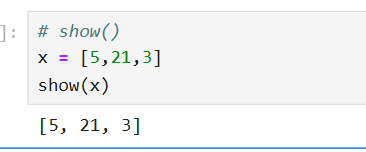 ]:
# show()
x = [5,21,3]
show(x)
[5, 21, 3]